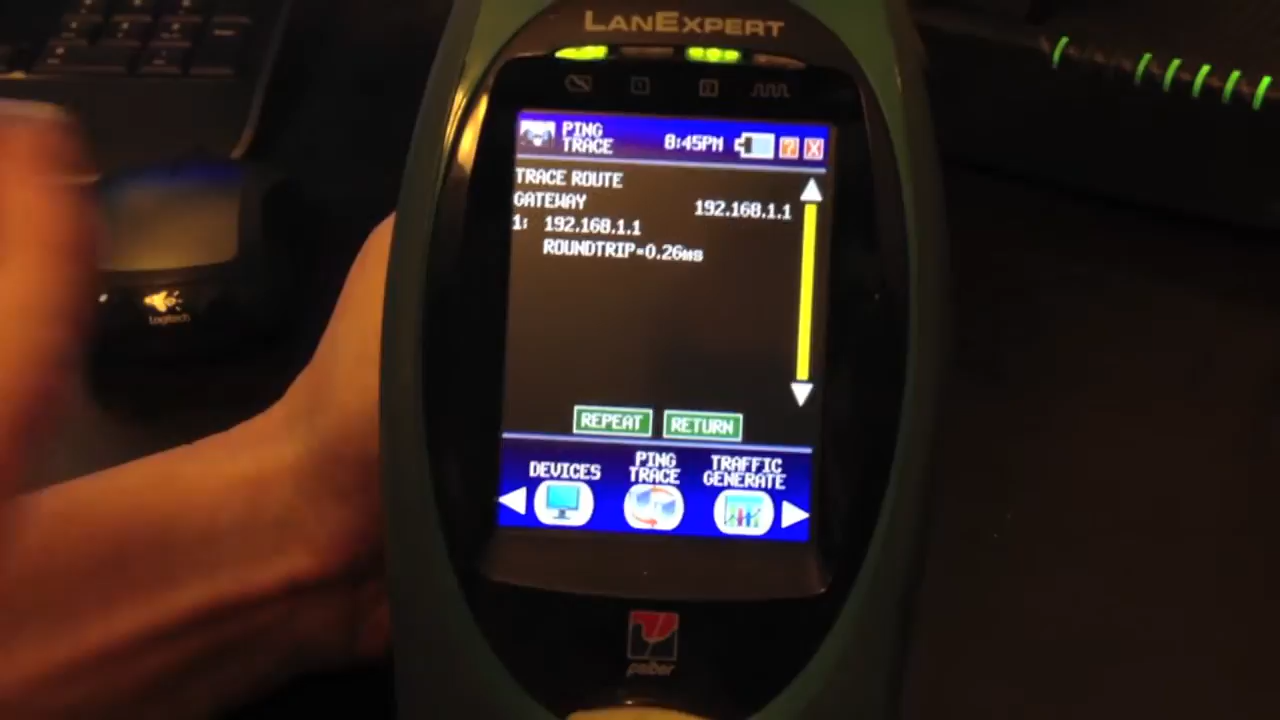 LANEXPERT
PING
TRACE
8:45PM
?
X
TRACE ROUTE
GATEWAY
192.168.1.1
1: 192.168.1.1
ROUNDTRIP=0.26ms
REPEAT
RETURN
DEVICES
PING
TRACE
TRAFFIC
GENERATE
psiber
Logitech